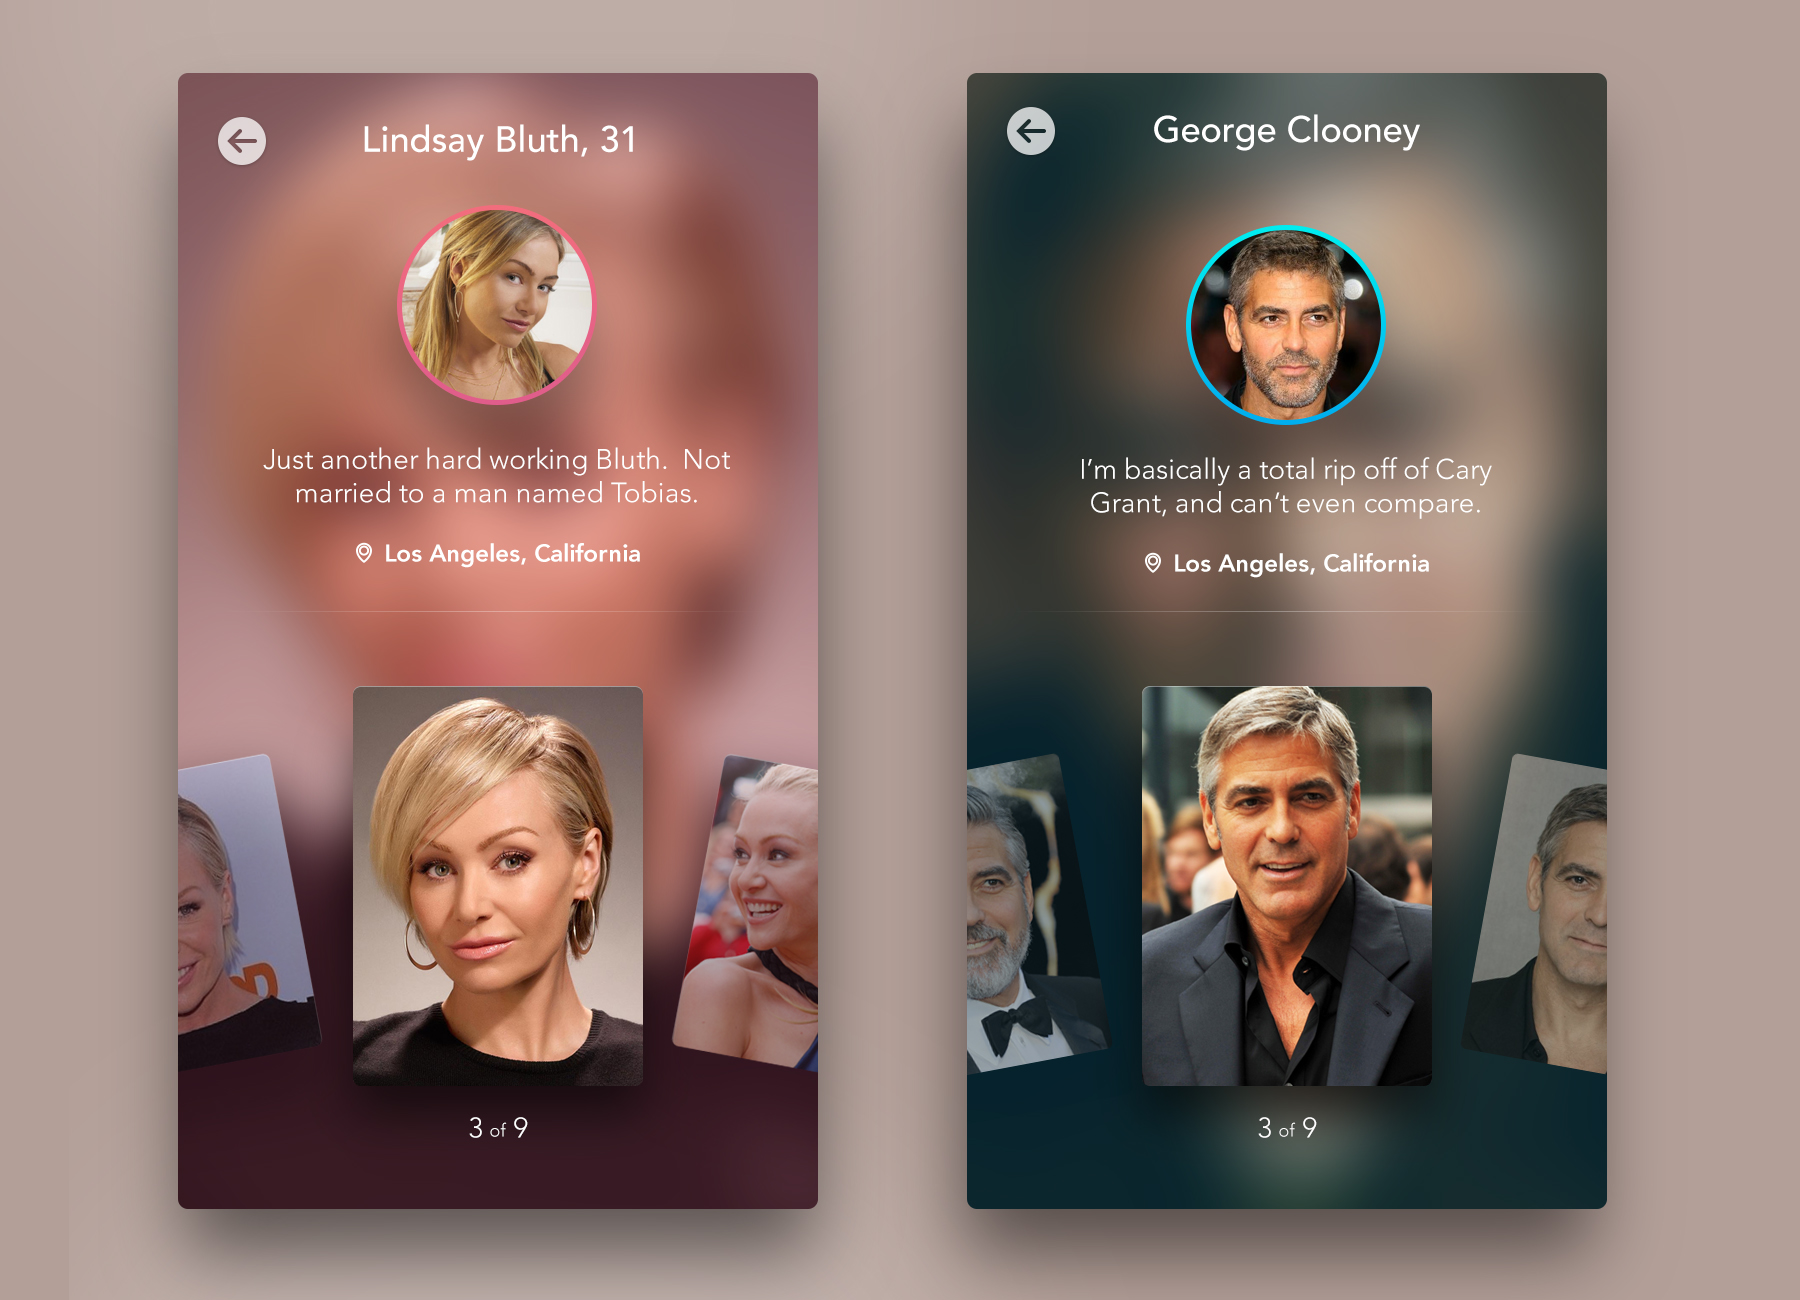 Lindsay Bluth, 31
Just another hard working Bluth.  Not
married to a man named Tobias.
Los Angeles, California
3 of 9
George Clooney
I’m basically a total rip off of Cary
Grant, and can’t even compare.
Los Angeles, California
3 of 9